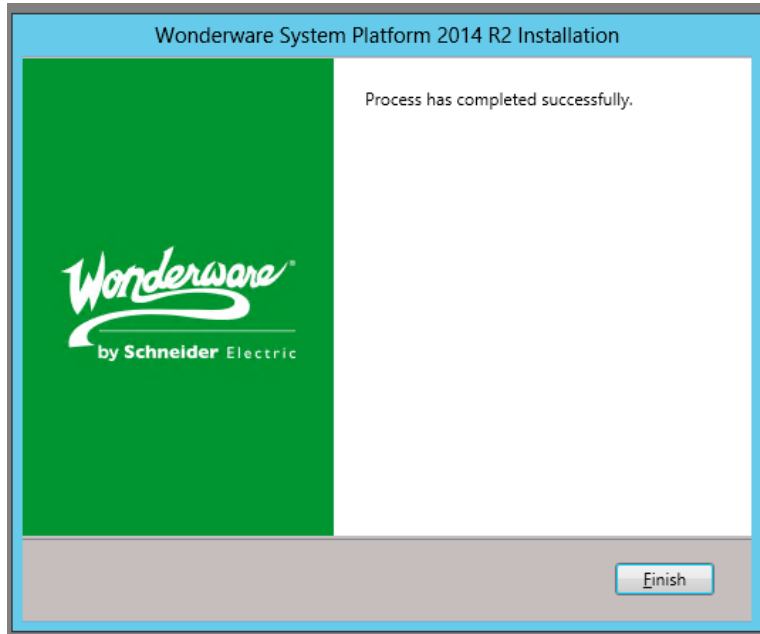 Wonderware System Platform 2014 R2 Installation
Process has completed successfully.
Wonderware®
by Schneider Electric
Finish